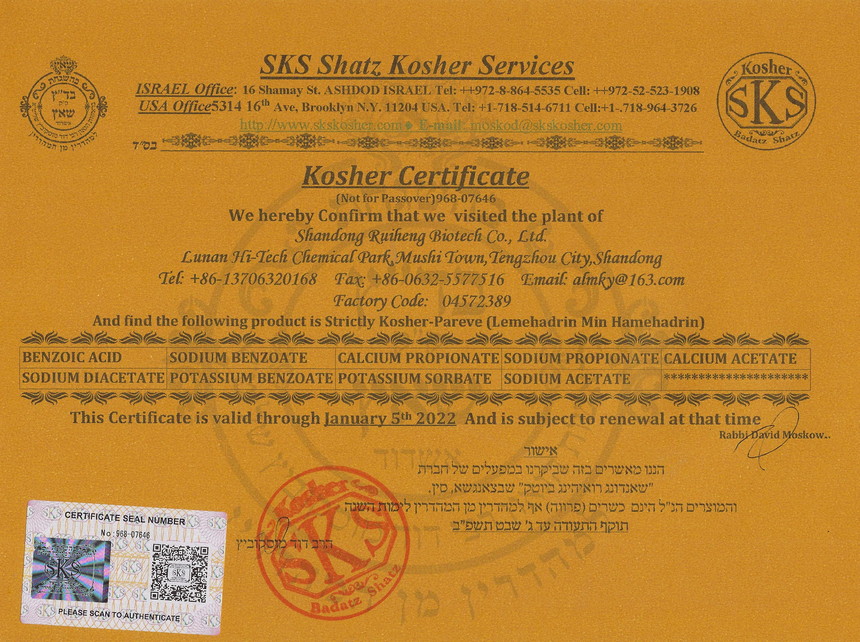 SKS Shatz Kosher Services
ISRAEL Office: 16 Shamay St. ASHDOD ISRAEL Tel: ++972-8-864-5535 Cell: ++972-52-523-1908
USA Office5314 16th Ave, Brooklyn N.Y. 11204 USA. Tel: +1-718-514-6711 Cell:+1-.718-964-3726
http://www.skskosher.com♦ E-mail: moskod@skskosher.com
בס"ד
Kosher
SKS
Badatz Shatz
Kosher Certificate
(Not for Passover)968-07646
We hereby Confirm that we visited the plant of
Shandong Ruiheng Biotech Co., Ltd.
Lunan Hi-Tech Chemical Park,Mushi Town,Tengzhou City,Shandong
Tel: +86-13706320168 Fax: +86-0632-5577516 Email: almky@163.com
Factory Code: 04572389
And find the following product is Strictly Kosher-Pareve (Lemehadrin Min Hamehadrin)
BENZOIC ACID SODIUM BENZOATE CALCIUM PROPIONATE SODIUM PROPIONATE CALCIUM ACETATE
SODIUM DIACETATE POTASSIUM BENZOATE POTASSIUM SORBATE SODIUM ACETATE *********************
This Certificate is valid through January 5th 2022 And is subject to renewal at that time
Rabbi David Moskow..
אישור
הננו מאשרים בזה שביקרנו במפעלים של חברת
"שאנדונג רואיהינג ביוטק" שבצאנגשא, סין,
והמוצרים הנ"ל הינם כשרים (פרווה) אף למהדרין מן המהדרין לימות השנה
תוקף התעודה עד ג' שבט תשפ"ב
הרב דוד מוסקוביץ
Kosher
SKS
Badatz Shatz
CERTIFICATE SEAL NUMBER
No :968-07646
SKS
SKS
PLEASE SCAN TO AUTHENTICATE